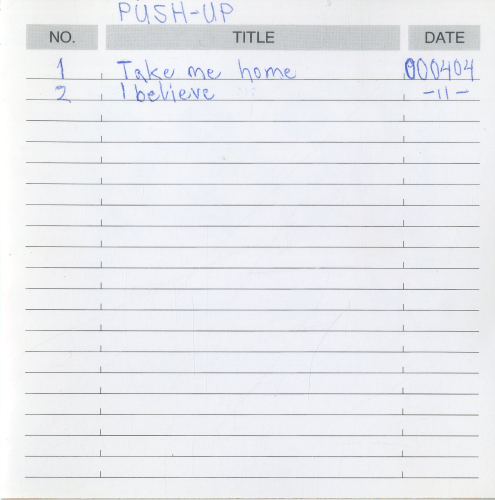 PUSH-UP
NO. TITLE DATE
1 Take me home 000404
2 I believe -11-